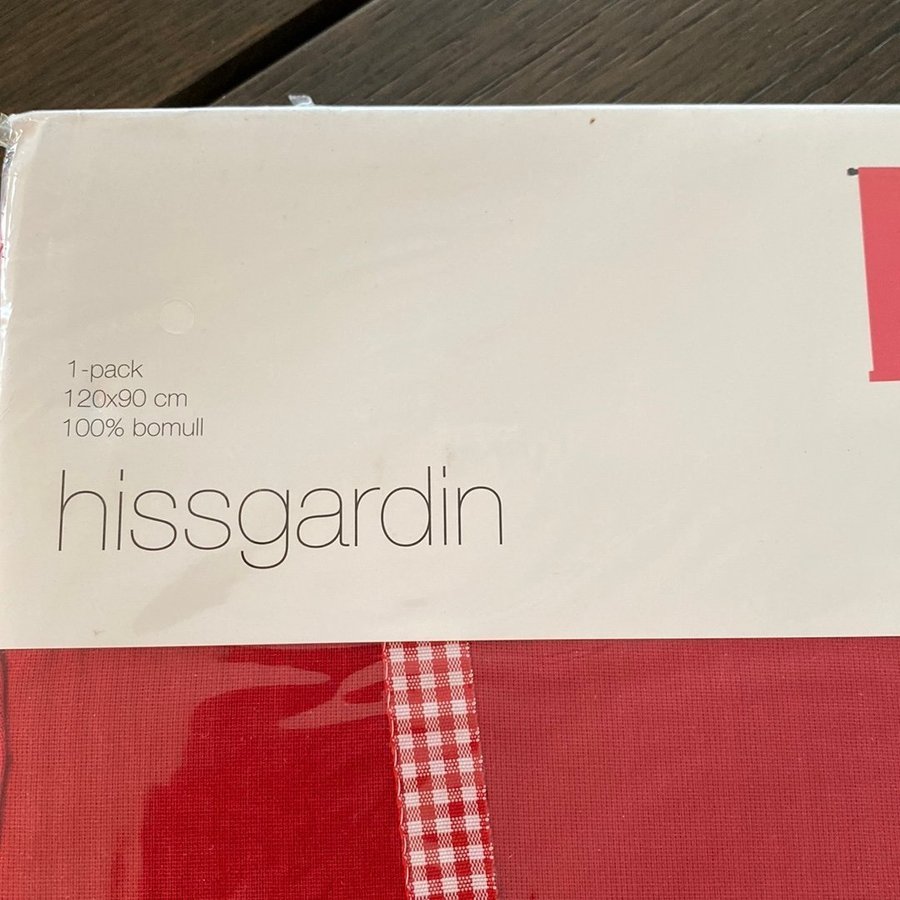 1-pack
120x90 cm
100% bomull
hissgardin